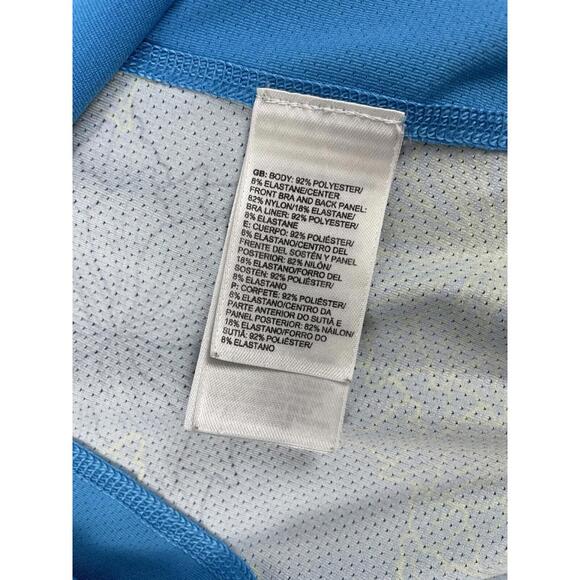 GB: BODY: 92% POLYESTER/
8% ELASTANE/CENTER
FRONT BRA AND BACK PANEL:
82% NYLON/18% ELASTANE/
BRA LINER: 92% POLYESTER/
8% ELASTANE
E: CUERPO: 92% POLIÉSTER/
8% ELASTANO/CENTRO DEL
FRENTE DEL SOSTÉN Y PANEL
POSTERIOR: 82% NILÓN/
18% ELASTANO/FORRO DEL
SOSTÉN: 92% POLIÉSTER/
8% ELASTANO
P: CORPETE: 92% POLIÉSTER/
8% ELASTANO/CENTRO DA
PARTE ANTERIOR DO SUTIÃ E
PAINEL POSTERIOR: 82% NÁILON/
18% ELASTANO/FORRO DO
SUTIÃ: 92% POLIÉSTER/
8% ELASTANO